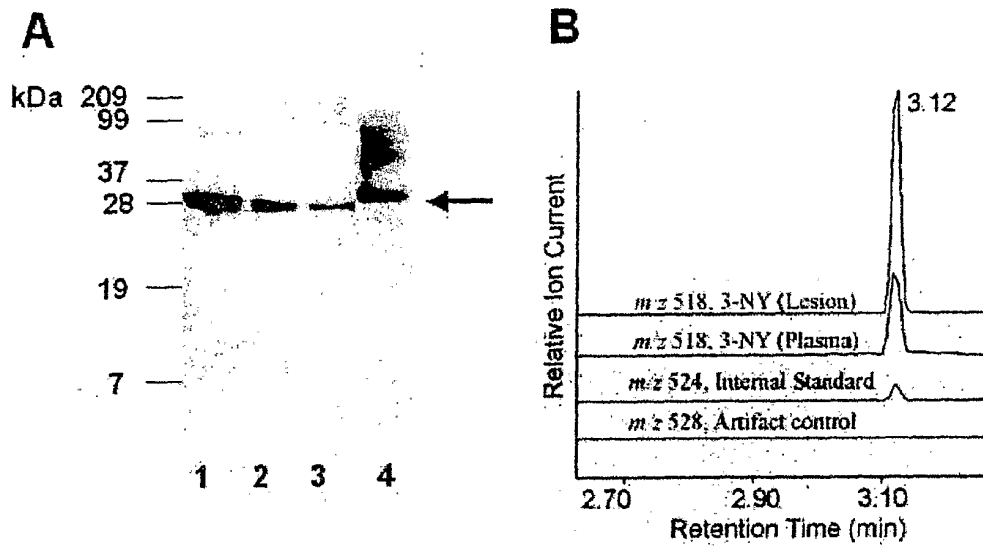 A
kDa 209
99
37
28
19
7
1 2 3 4
B
Relative Ion Current
3.12
m/z 518, 3-NY (Lesion)
m/z 518, 3-NY (Plasma)
m/z 524, Internal Standard
m/z 528, Artifact control
2.70 2.90 3.10
Retention Time (min)